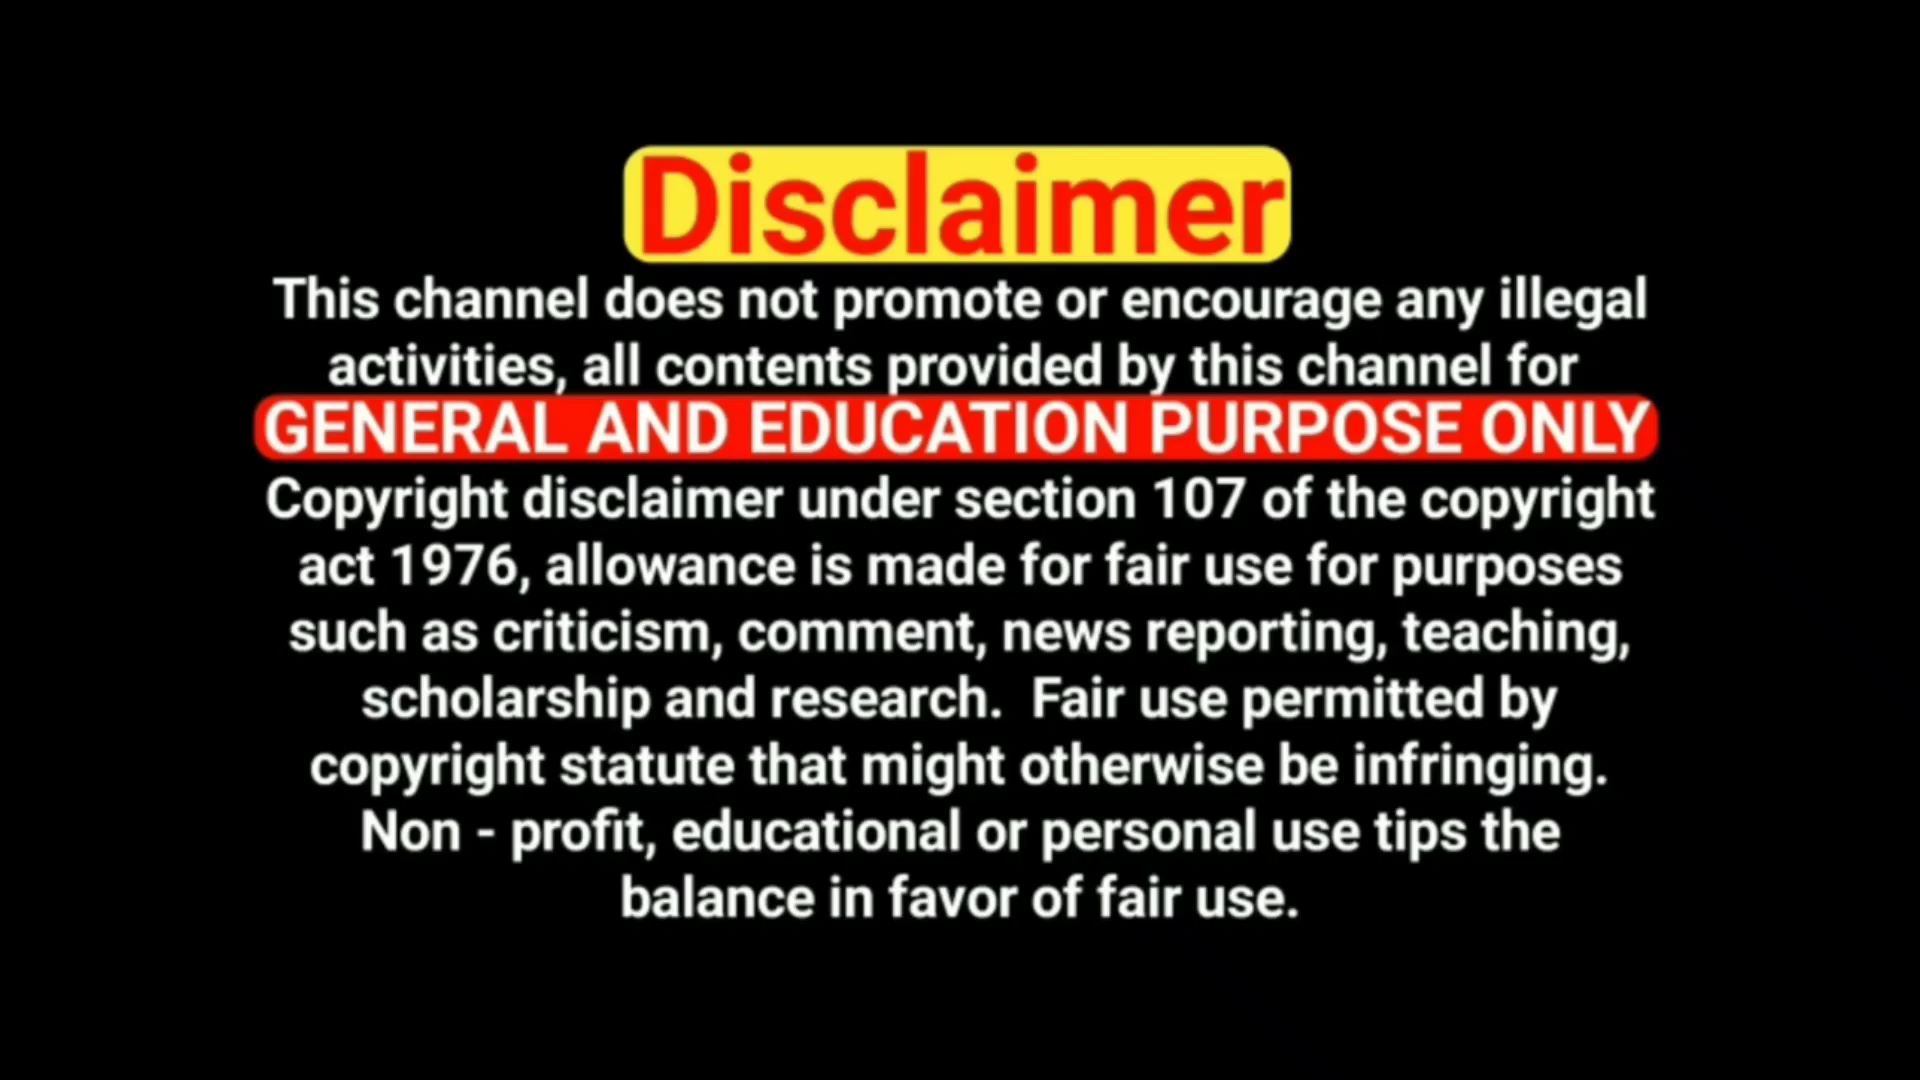 Disclaimer
This channel does not promote or encourage any illegal
activities, all contents provided by this channel for
GENERAL AND EDUCATION PURPOSE ONLY
Copyright disclaimer under section 107 of the copyright
act 1976, allowance is made for fair use for purposes
such as criticism, comment, news reporting, teaching,
scholarship and research.  Fair use permitted by
copyright statute that might otherwise be infringing.
Non - profit, educational or personal use tips the
balance in favor of fair use.